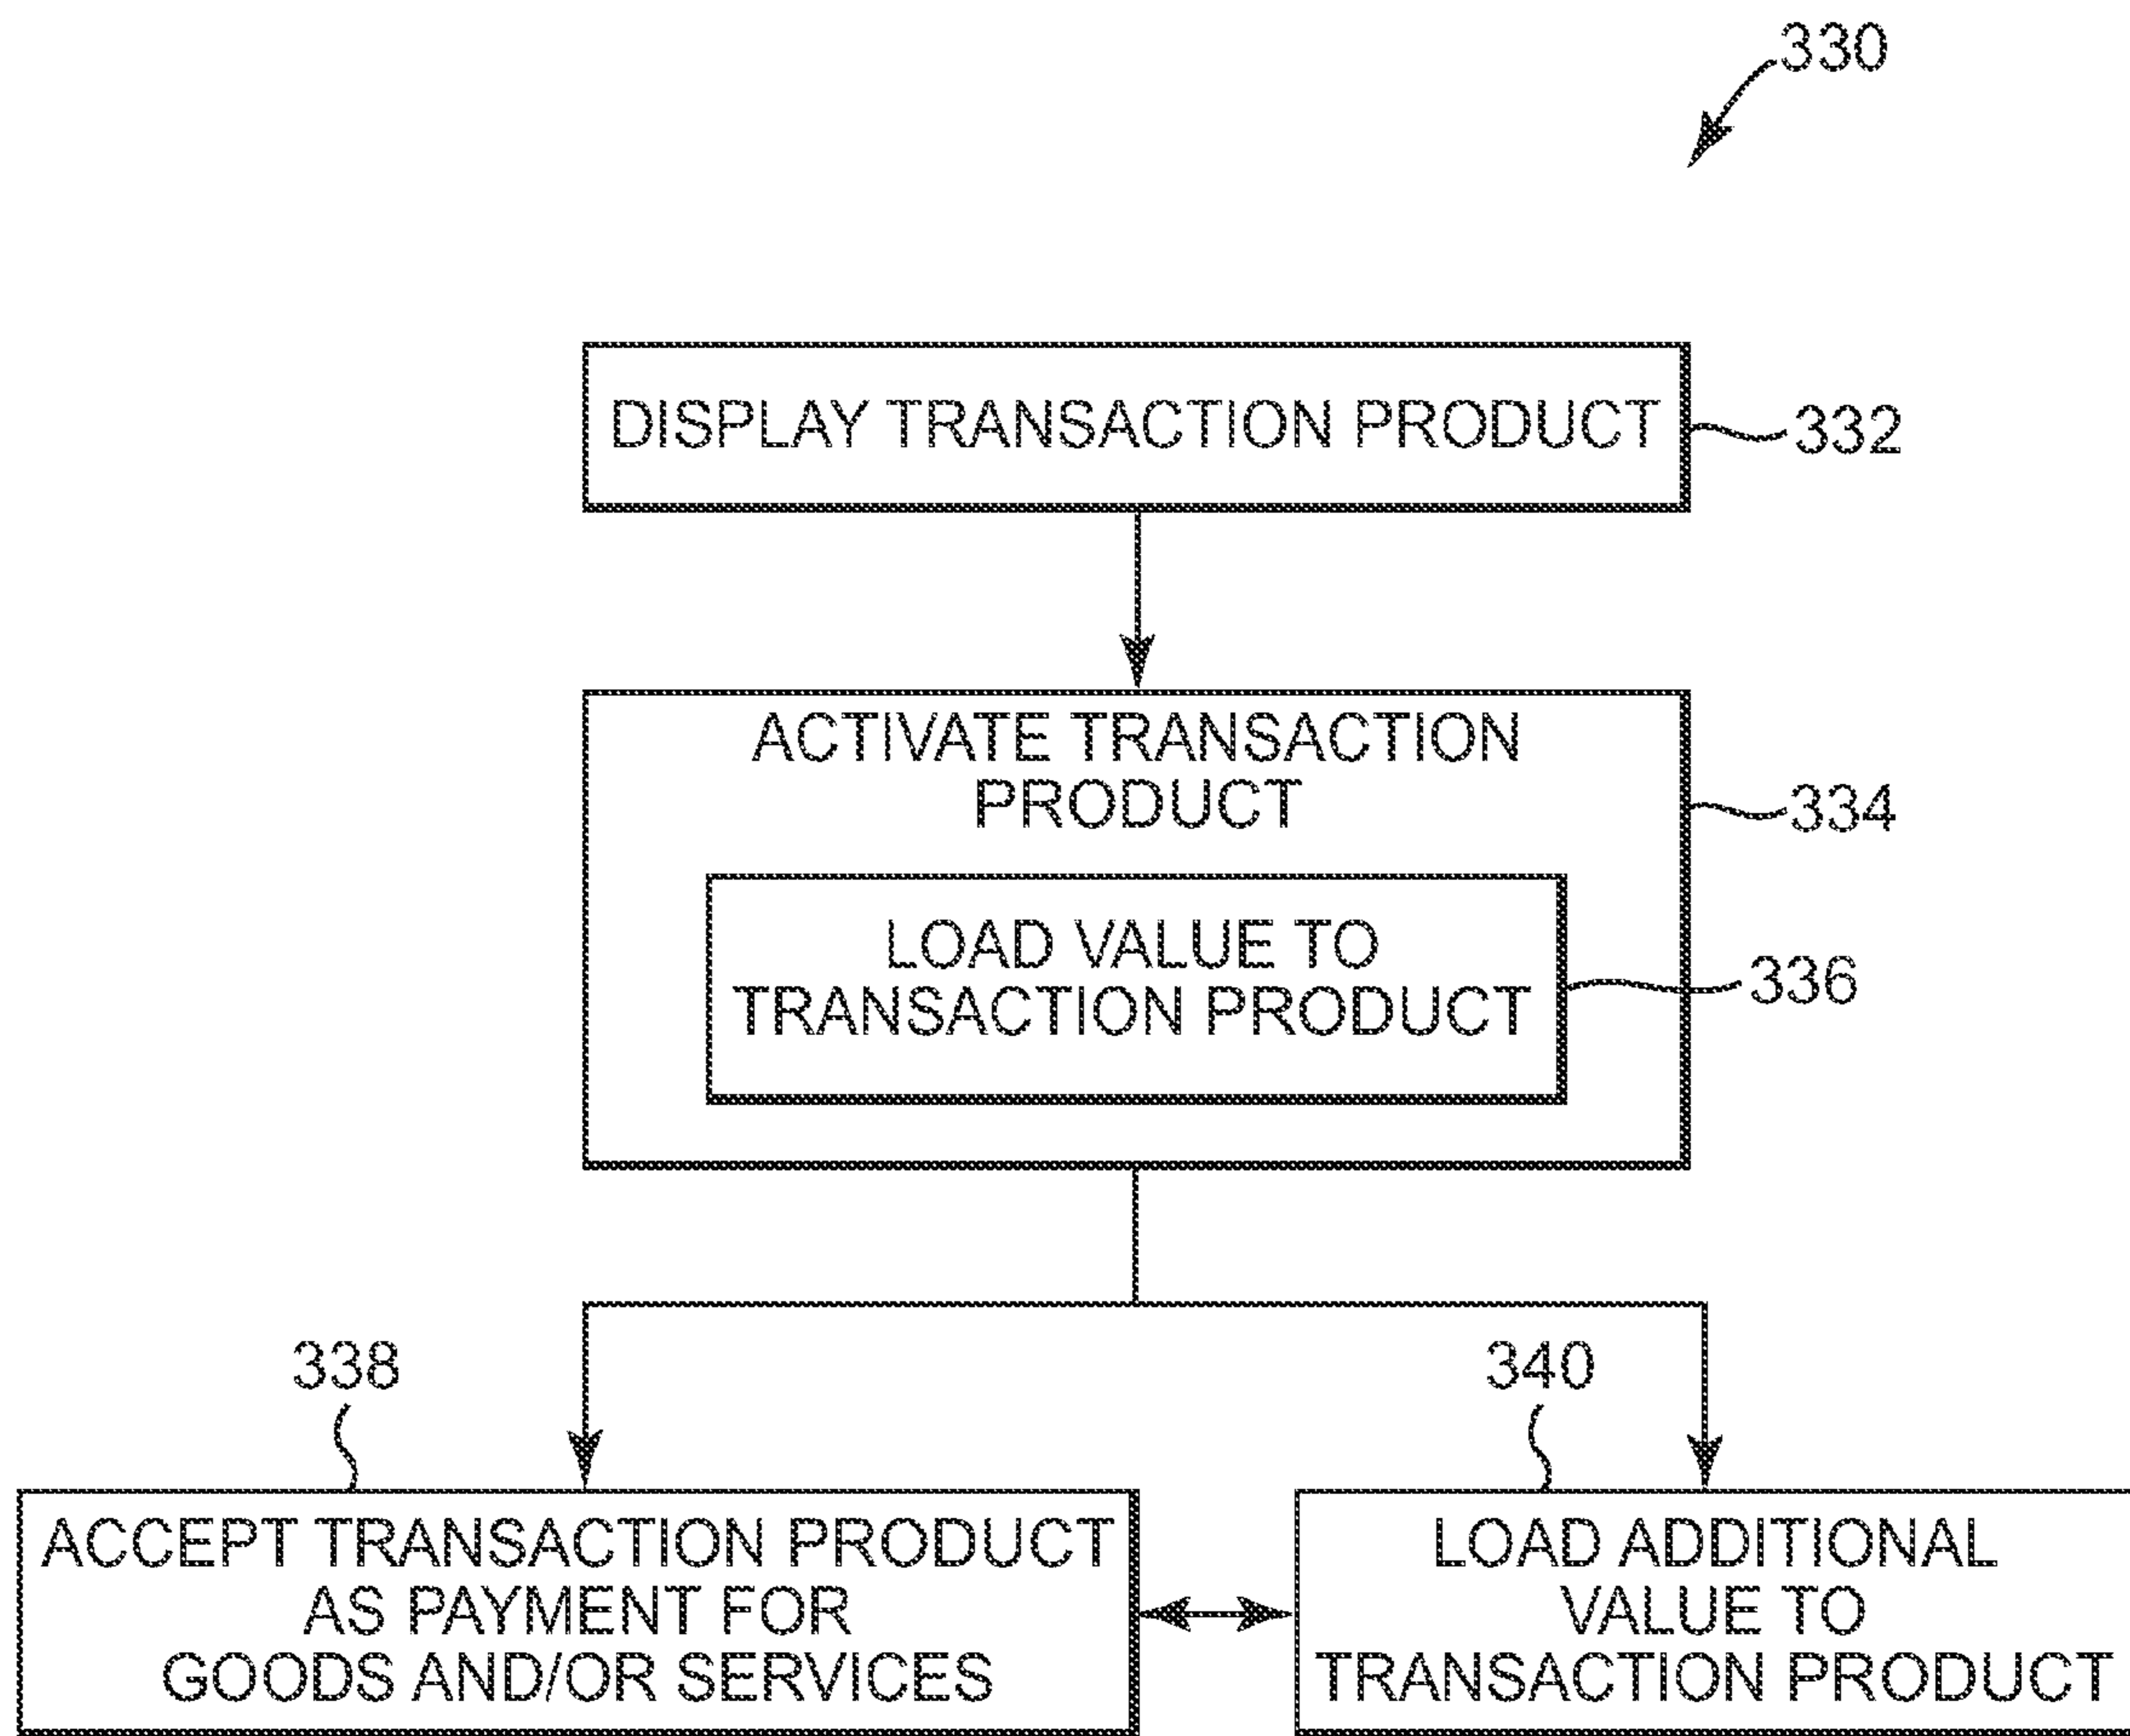 330
DISPLAY TRANSACTION PRODUCT
332
ACTIVATE TRANSACTION
PRODUCT
334
LOAD VALUE TO
TRANSACTION PRODUCT
336
338
340
ACCEPT TRANSACTION PRODUCT
AS PAYMENT FOR
GOODS AND/OR SERVICES
LOAD ADDITIONAL
VALUE TO
TRANSACTION PRODUCT